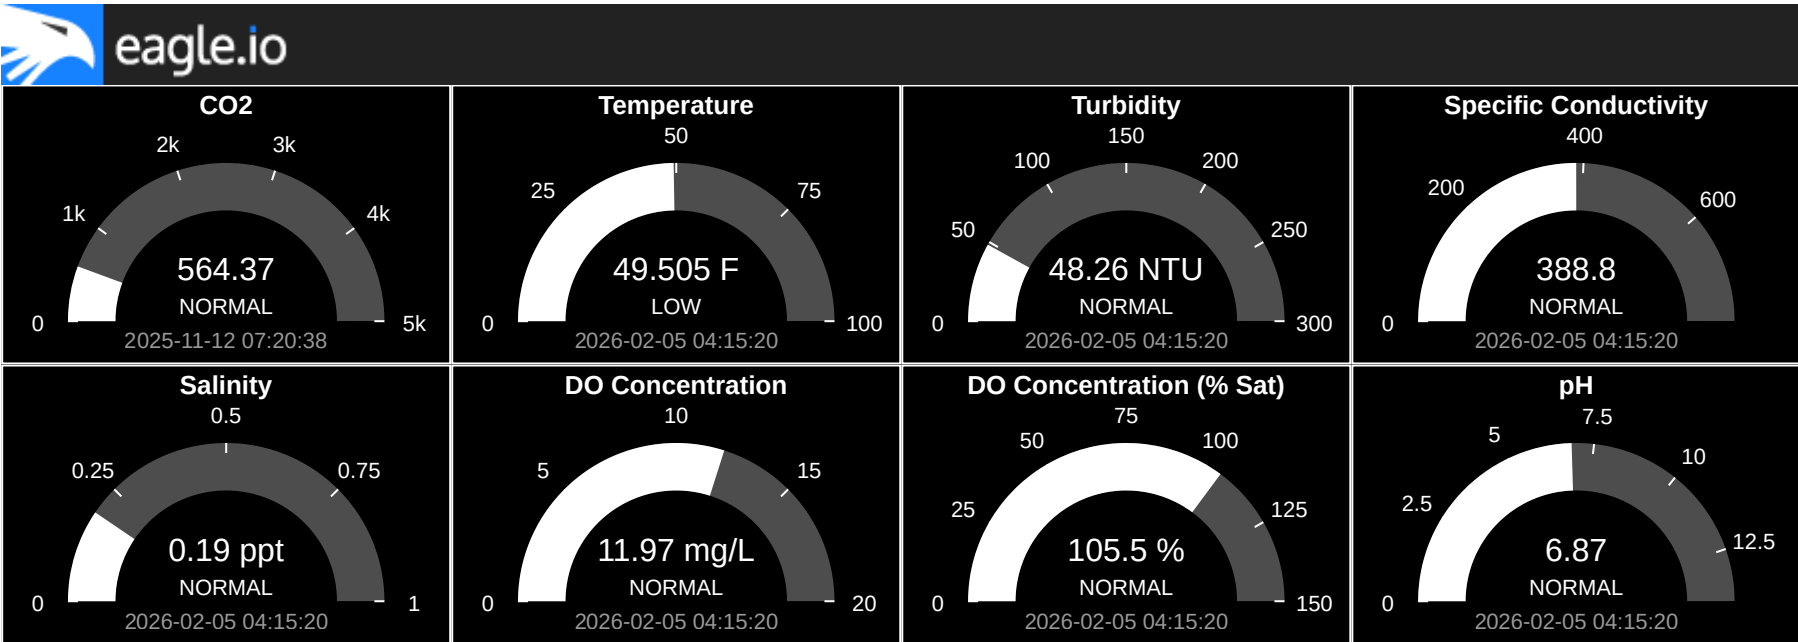 eagle.io
CO2
2k
3k
1k
4k
564.37
NORMAL
0
5k
2025-11-12 07:20:38
Temperature
50
25
75
49.505 F
LOW
0
100
2026-02-05 04:15:20
Turbidity
150
100
200
50
250
48.26 NTU
NORMAL
0
300
2026-02-05 04:15:20
Specific Conductivity
400
200
600
388.8
NORMAL
0
2026-02-05 04:15:20
Salinity
0.5
0.25
0.75
0.19 ppt
NORMAL
0
1
2026-02-05 04:15:20
DO Concentration
10
5
15
11.97 mg/L
NORMAL
0
20
2026-02-05 04:15:20
DO Concentration (% Sat)
75
50
100
25
125
105.5 %
NORMAL
0
150
2026-02-05 04:15:20
pH
7.5
5
10
2.5
12.5
6.87
NORMAL
0
2026-02-05 04:15:20